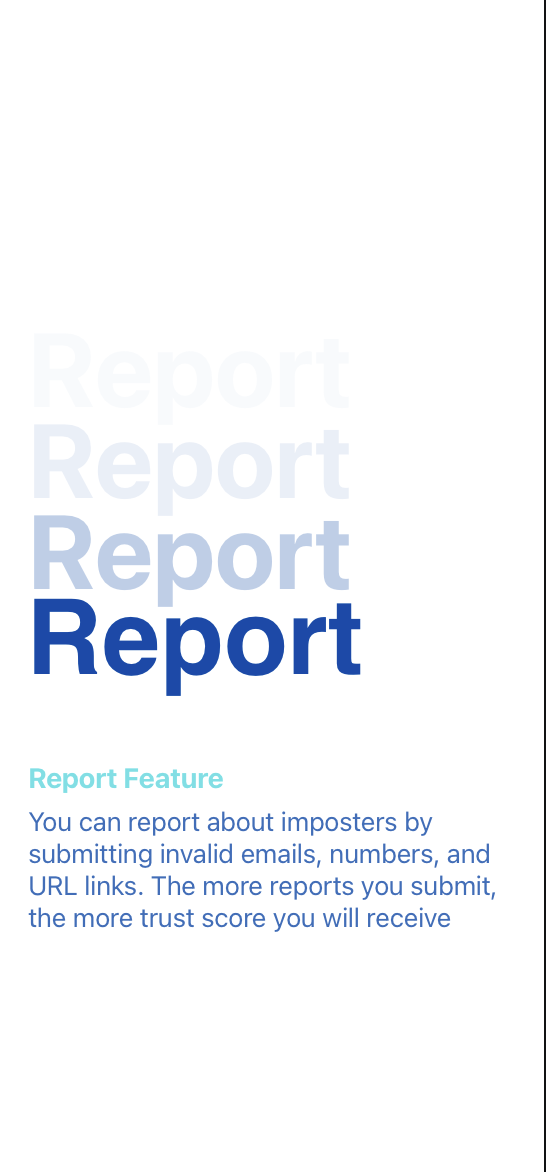 Report
Report
Report
Report
Report Feature
You can report about imposters by
submitting invalid emails, numbers, and
URL links. The more reports you submit,
the more trust score you will receive